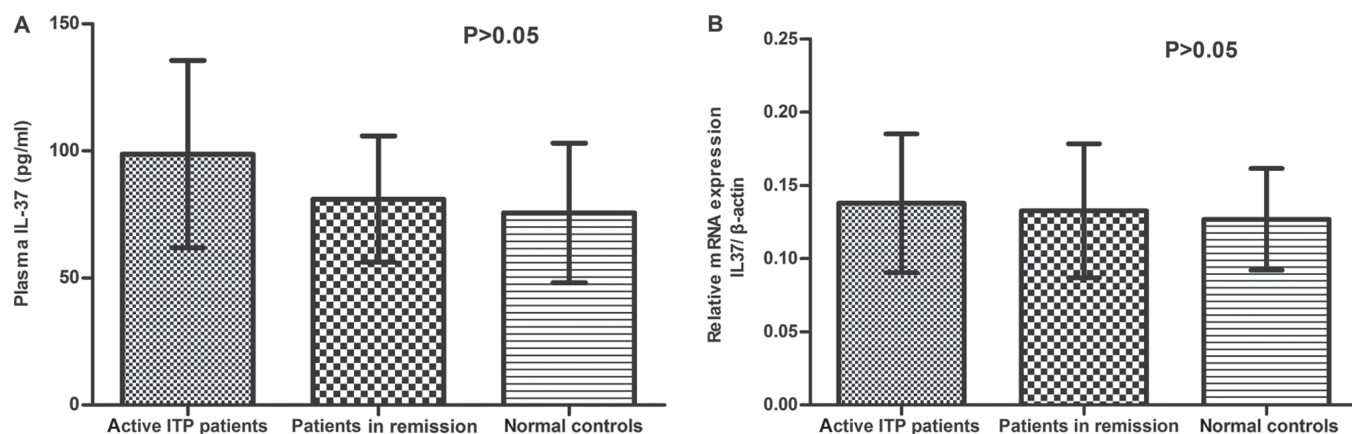 A
P>0.05
Plasma IL-37 (pg/ml)
150
100
50
0
Active ITP patients
Patients in remission
Normal controls
B
P>0.05
Relative mRNA expression
IL37/ β-actin
0.25
0.20
0.15
0.10
0.05
0.00
Active ITP patients
Patients in remission
Normal controls